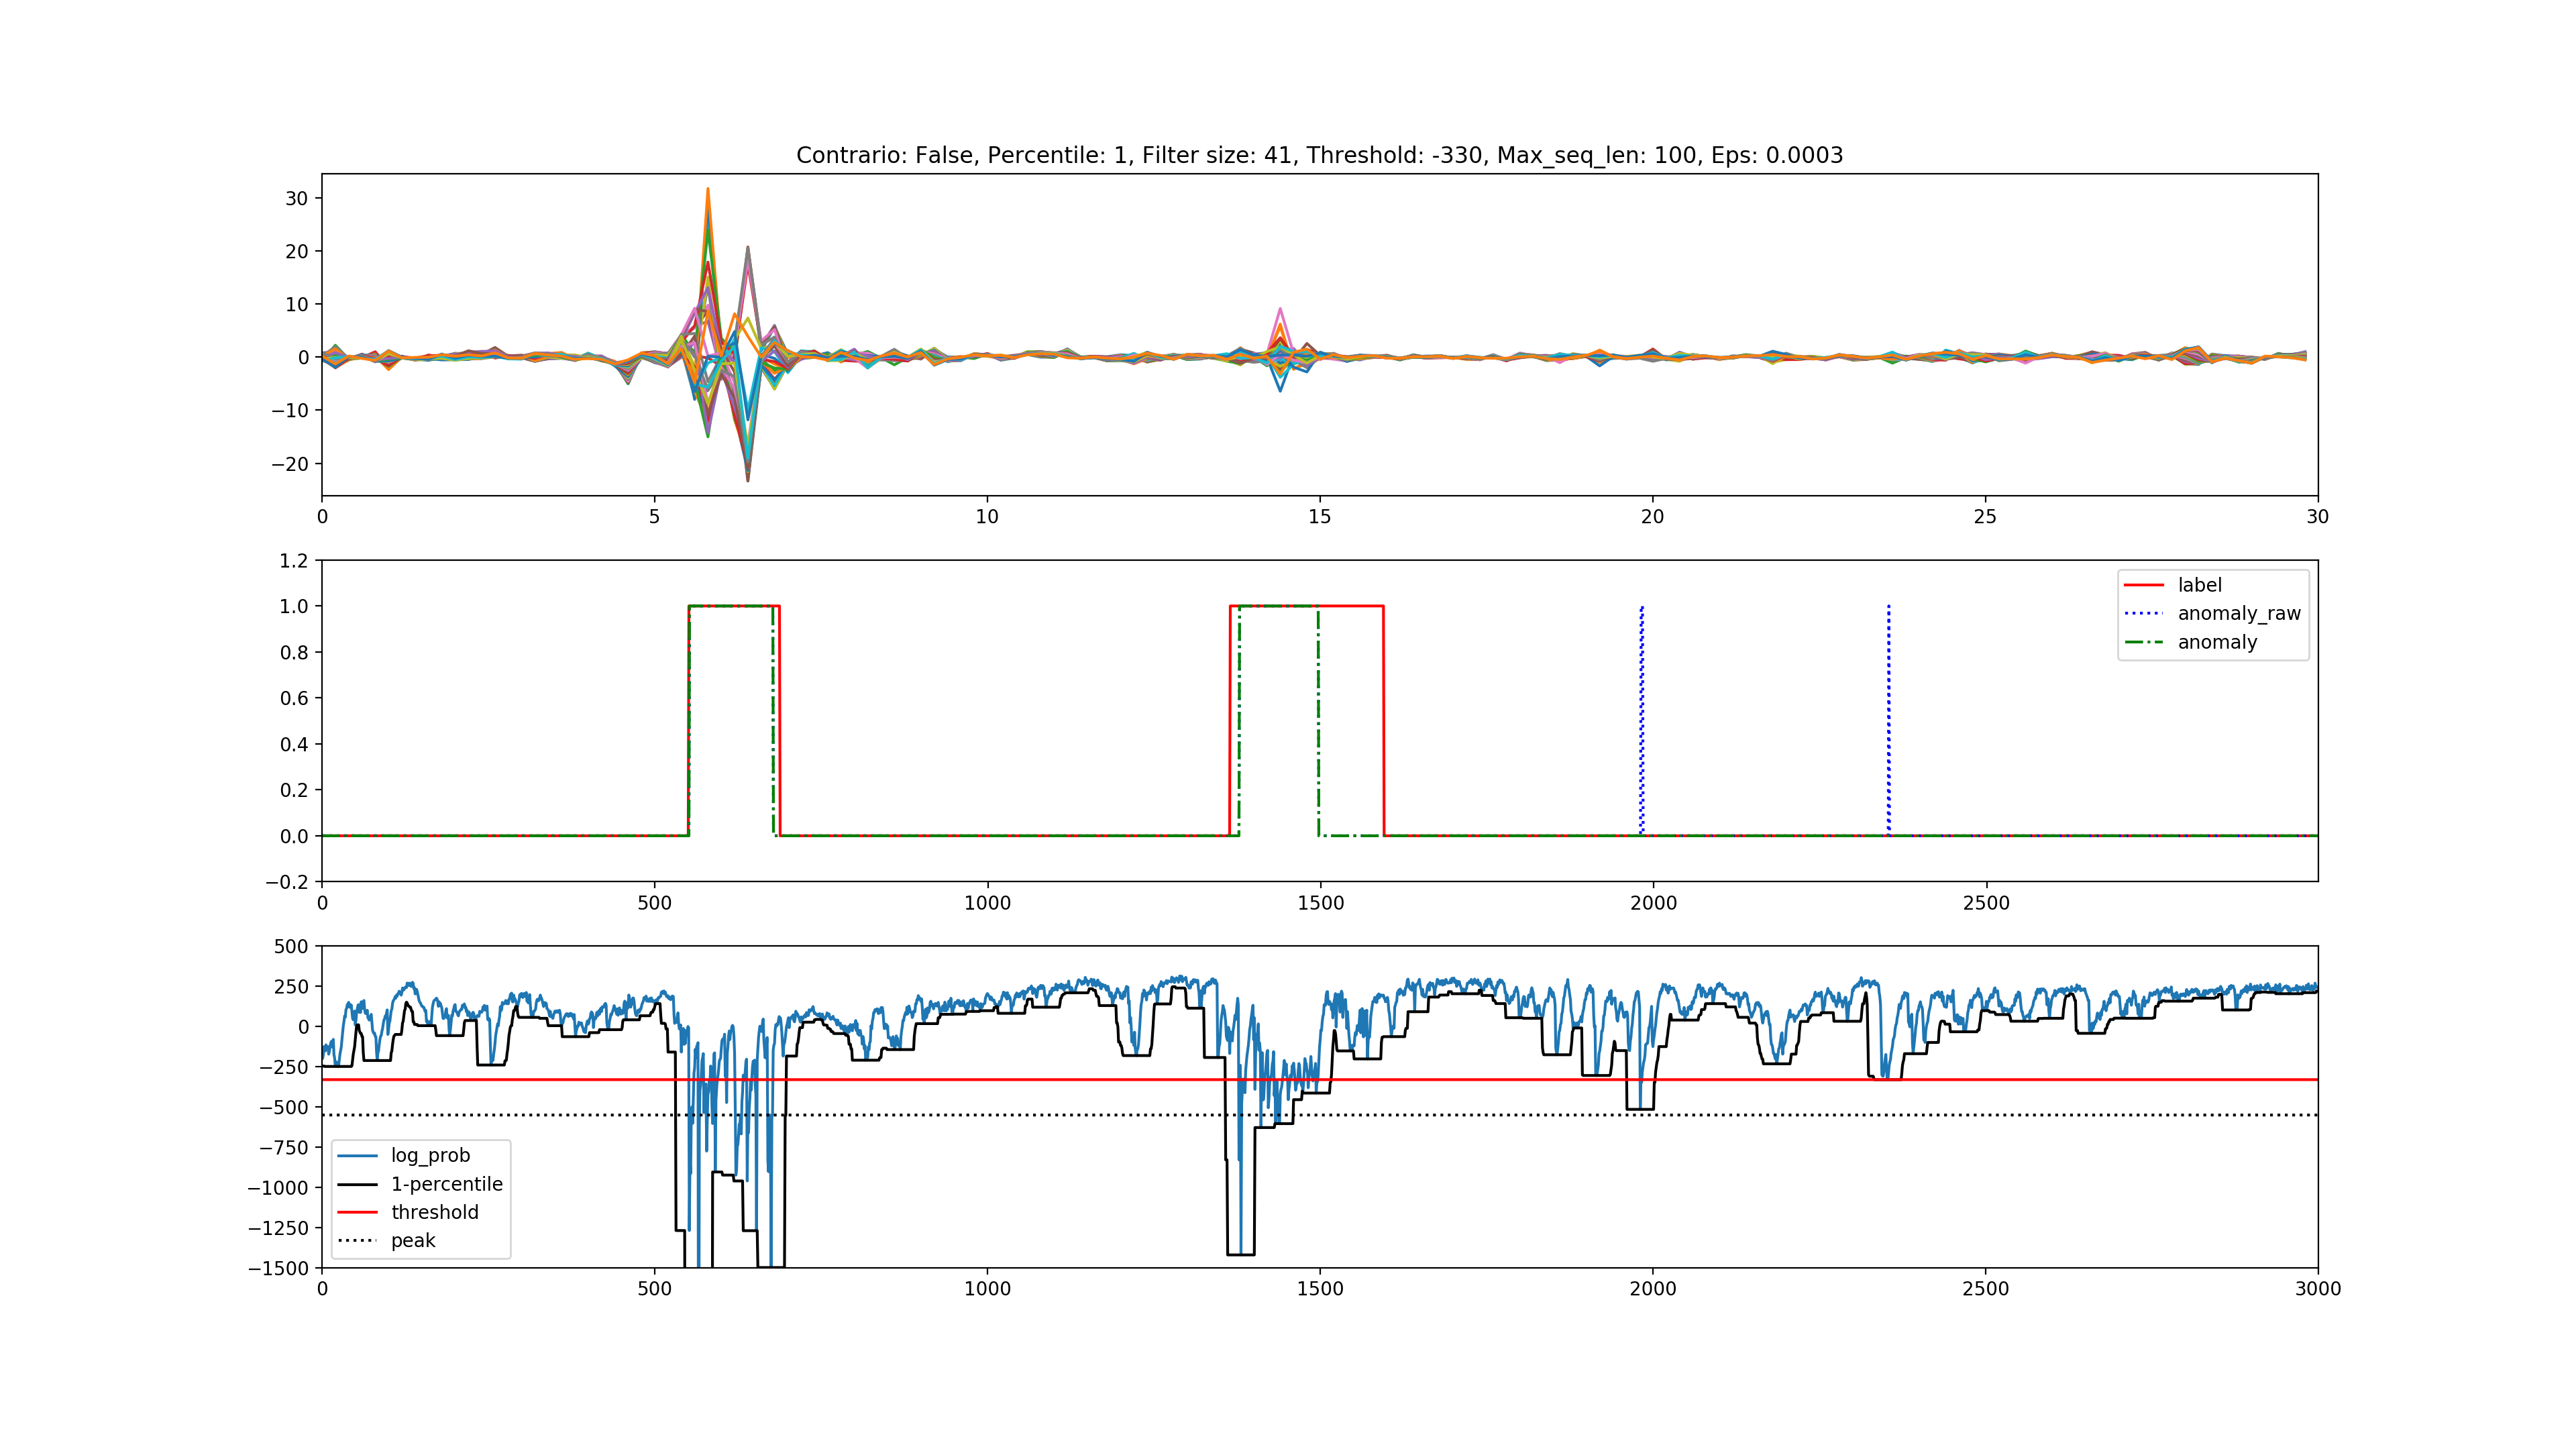 Contrario: False, Percentile: 1, Filter size: 41, Threshold: -330, Max_seq_len: 100, Eps: 0.0003
30
20
10
0
−10
−20
0 5 10 15 20 25 30
1.2
1.0
0.8
0.6
0.4
0.2
0.0
−0.2
label
anomaly_raw
anomaly
0 500 1000 1500 2000 2500
500
250
0
−250
−500
−750
−1000
−1250
−1500
log_prob
1-percentile
threshold
peak
0 500 1000 1500 2000 2500 3000